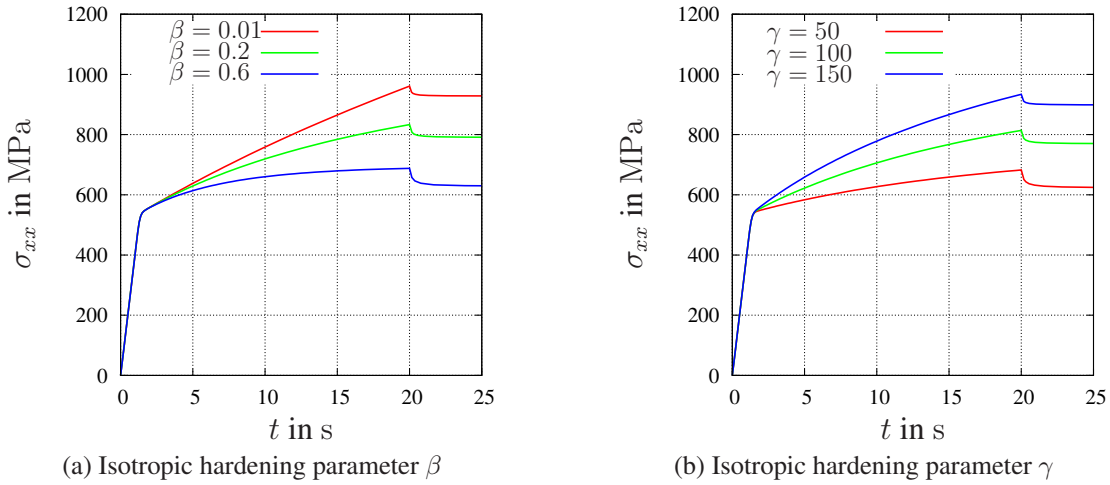 1200
1000
800
600
400
200
0
σxx in MPa
β = 0.01
β = 0.2
β = 0.6
0 5 10 15 20 25
t in s
(a) Isotropic hardening parameter β
1200
1000
800
600
400
200
0
σxx in MPa
γ = 50
γ = 100
γ = 150
0 5 10 15 20 25
t in s
(b) Isotropic hardening parameter γ